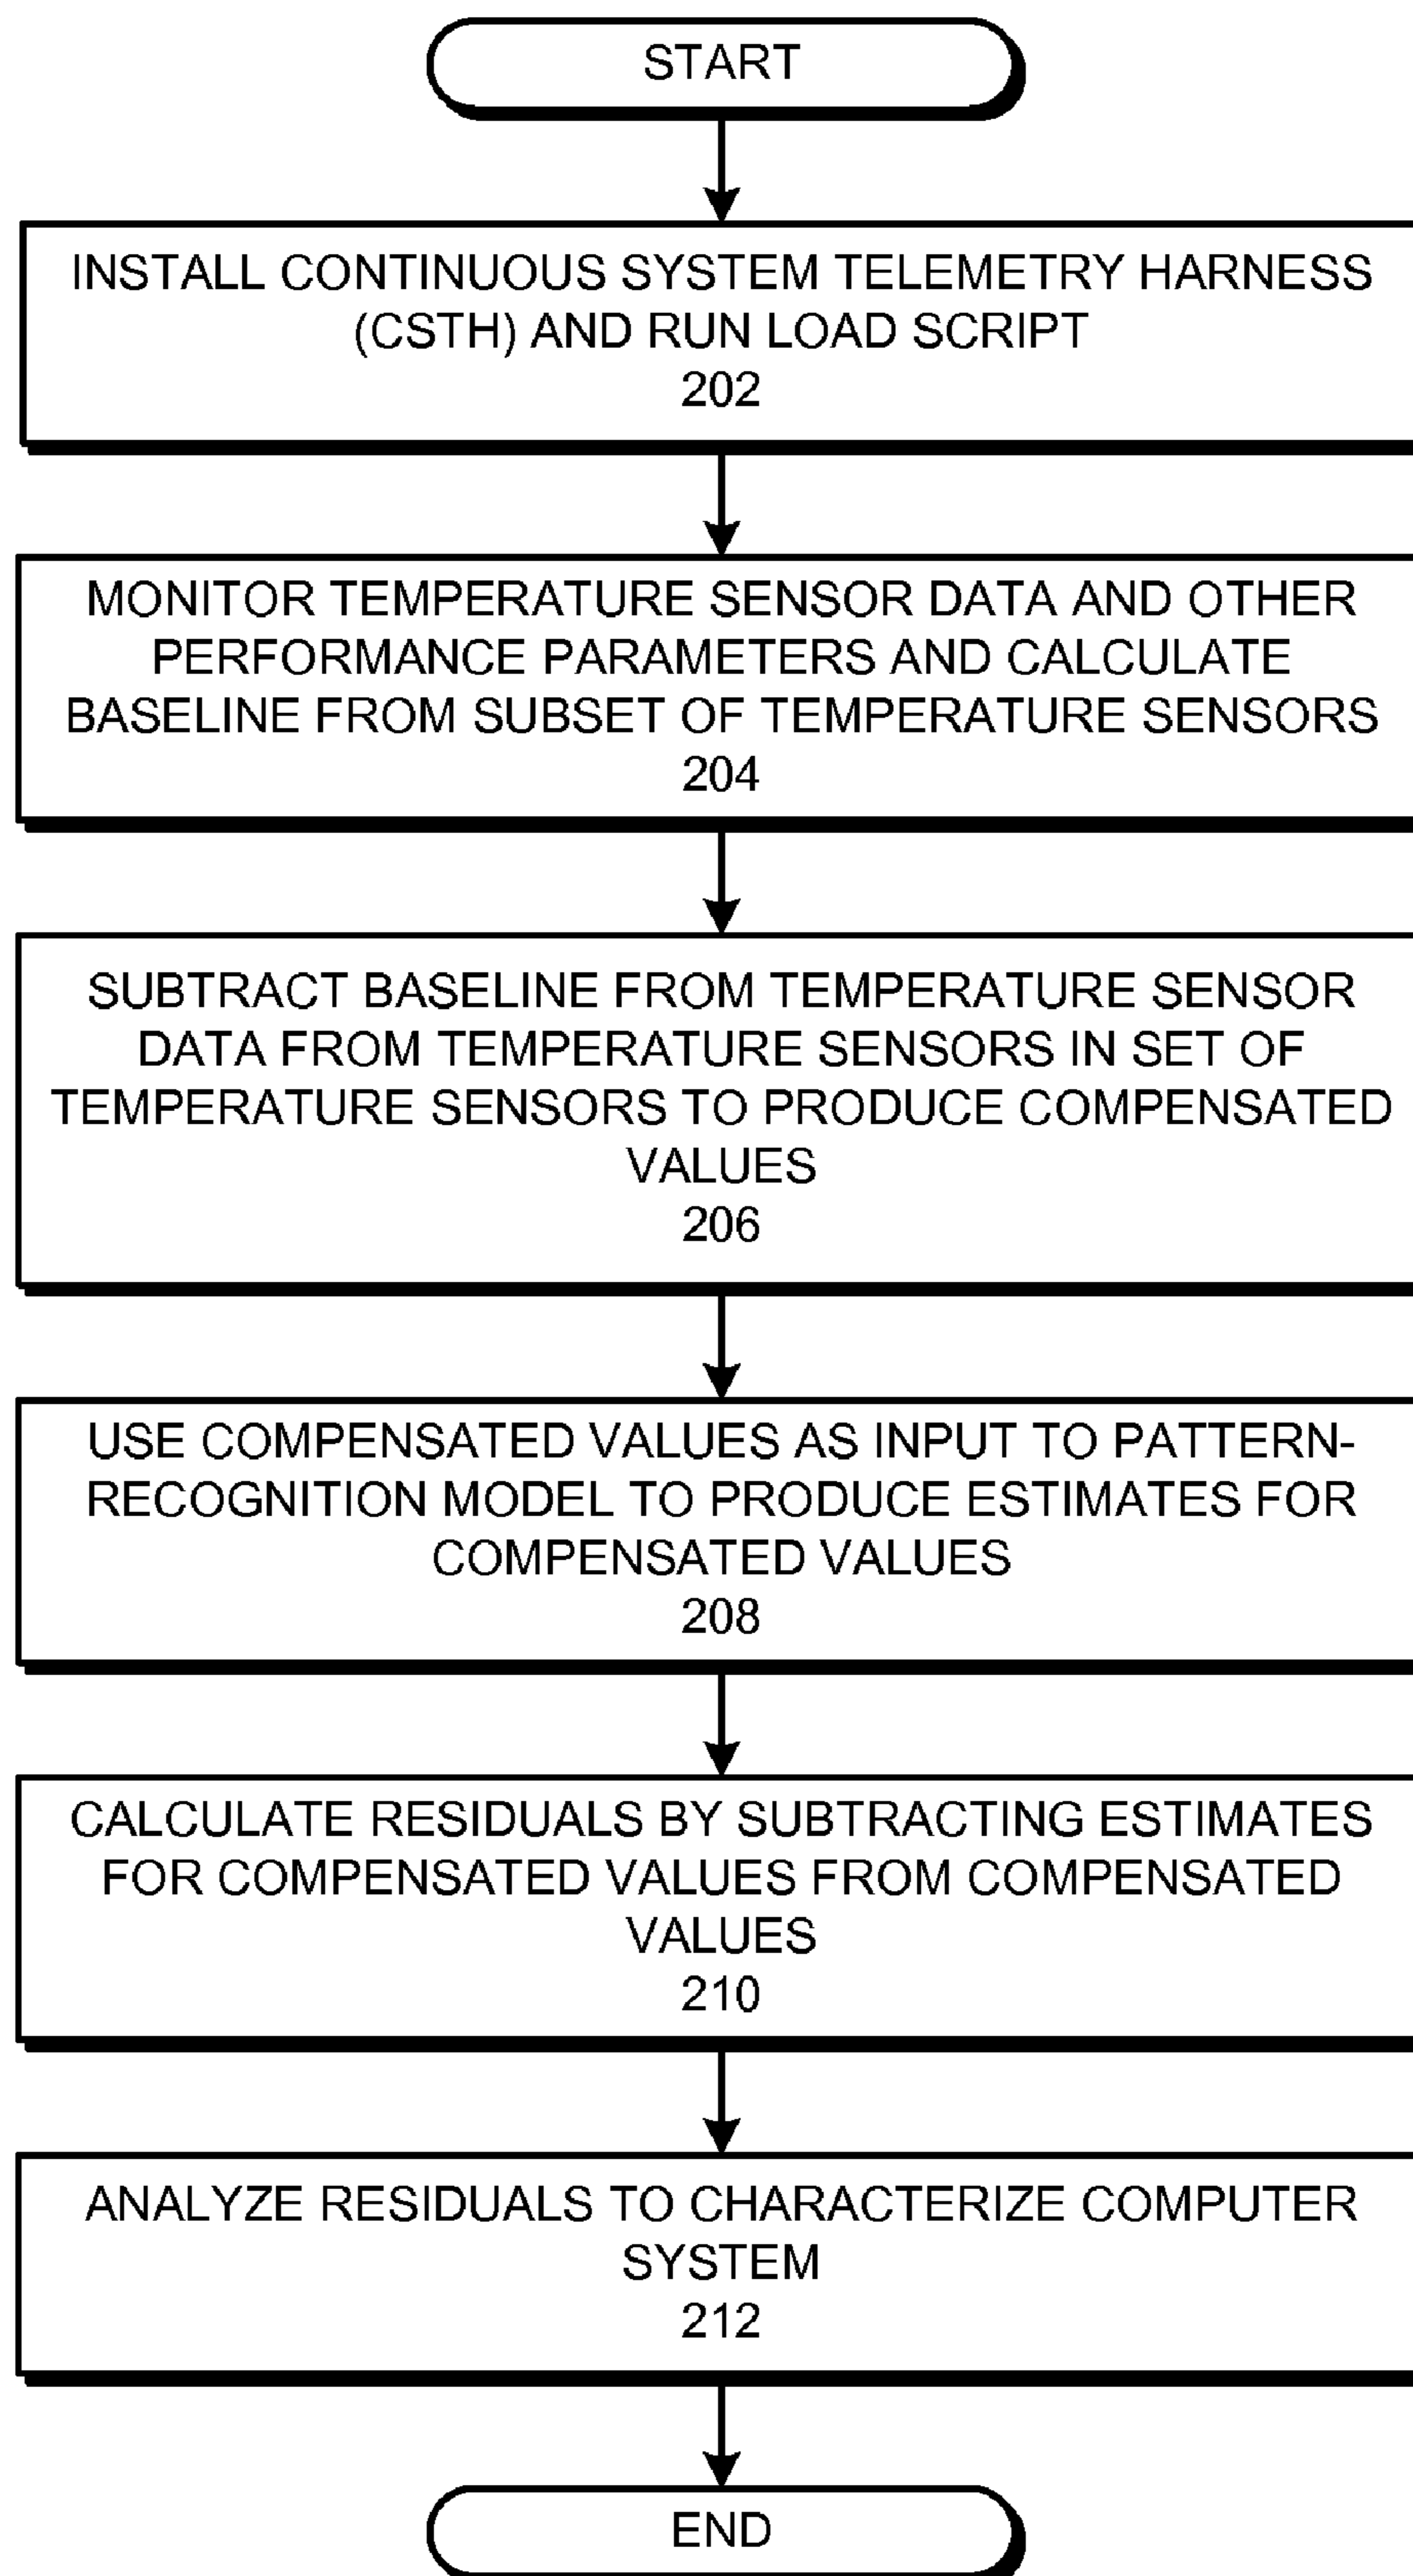 START
INSTALL CONTINUOUS SYSTEM TELEMETRY HARNESS
(CSTH) AND RUN LOAD SCRIPT
202
MONITOR TEMPERATURE SENSOR DATA AND OTHER
PERFORMANCE PARAMETERS AND CALCULATE
BASELINE FROM SUBSET OF TEMPERATURE SENSORS
204
SUBTRACT BASELINE FROM TEMPERATURE SENSOR
DATA FROM TEMPERATURE SENSORS IN SET OF
TEMPERATURE SENSORS TO PRODUCE COMPENSATED
VALUES
206
USE COMPENSATED VALUES AS INPUT TO PATTERN-
RECOGNITION MODEL TO PRODUCE ESTIMATES FOR
COMPENSATED VALUES
208
CALCULATE RESIDUALS BY SUBTRACTING ESTIMATES
FOR COMPENSATED VALUES FROM COMPENSATED
VALUES
210
ANALYZE RESIDUALS TO CHARACTERIZE COMPUTER
SYSTEM
212
END